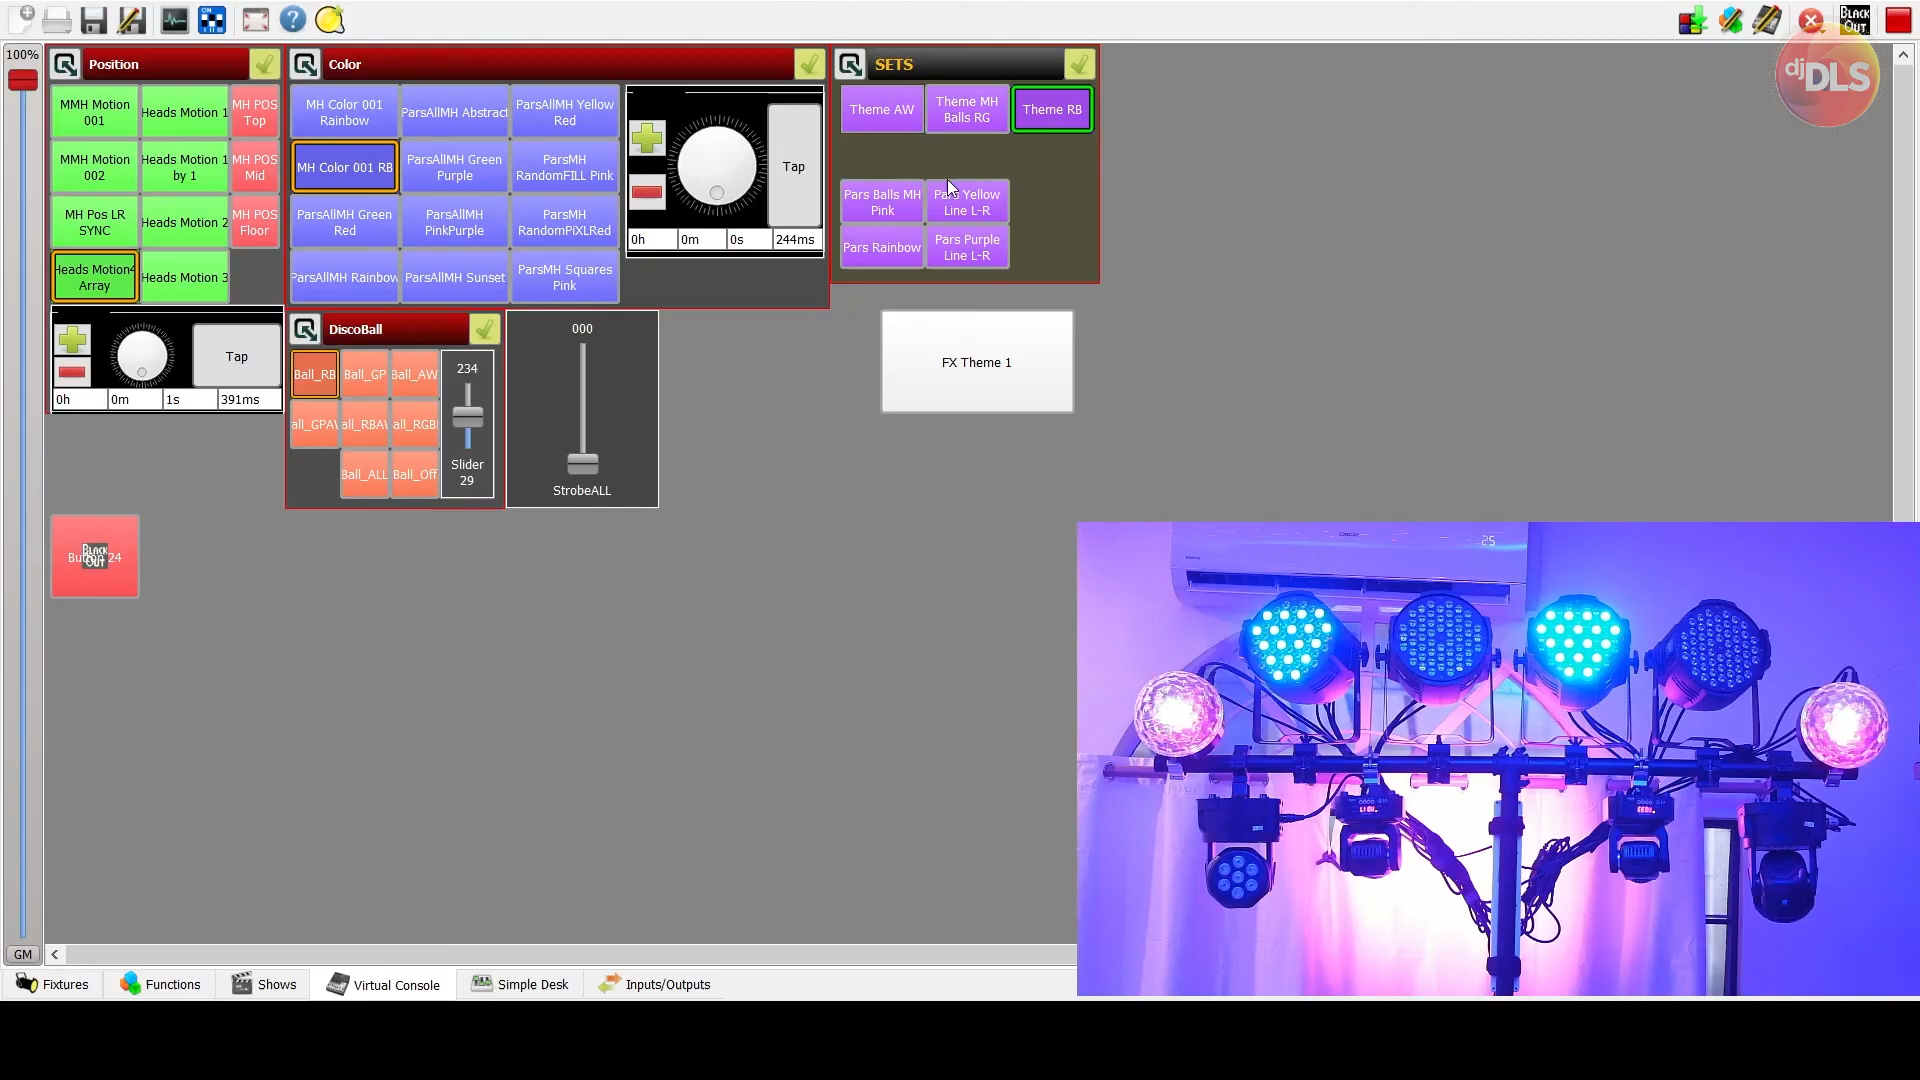 100%
Position
Color
SETS
djDLS
BLACK
OUT
MMH Motion
001
Heads Motion 1
MH POS
Top
MMH Motion
002
Heads Motion 1
by 1
MH POS
Mid
MH Pos LR
SYNC
Heads Motion 2
MH POS
Floor
Heads Motion4
Array
Heads Motion 3
Tap
0h 0m 1s 391ms
MH Color 001
Rainbow
ParsAllMH Abstract
ParsAllMH Yellow
Red
MH Color 001 RB
ParsAllMH Green
Purple
ParsMH
RandomFILL Pink
ParsAllMH Green
Red
ParsAllMH
PinkPurple
ParsMH
RandomPiXLRed
ParsAllMH Rainbow
ParsAllMH Sunset
ParsMH Squares
Pink
Tap
0h 0m 0s 244ms
Theme AW
Theme MH
Balls RG
Theme RB
Pars Balls MH
Pink
Pars Yellow
Line L-R
Pars Rainbow
Pars Purple
Line L-R
DiscoBall
Ball_RB
Ball_GP
Ball_AW
all_GPA
all_RBA
all_RGB
Ball_ALL
Ball_Off
234
Slider
29
000
StrobeALL
FX Theme 1
Button 24
BLACK
OUT
25
GM
Fixtures
Functions
Shows
Virtual Console
Simple Desk
Inputs/Outputs